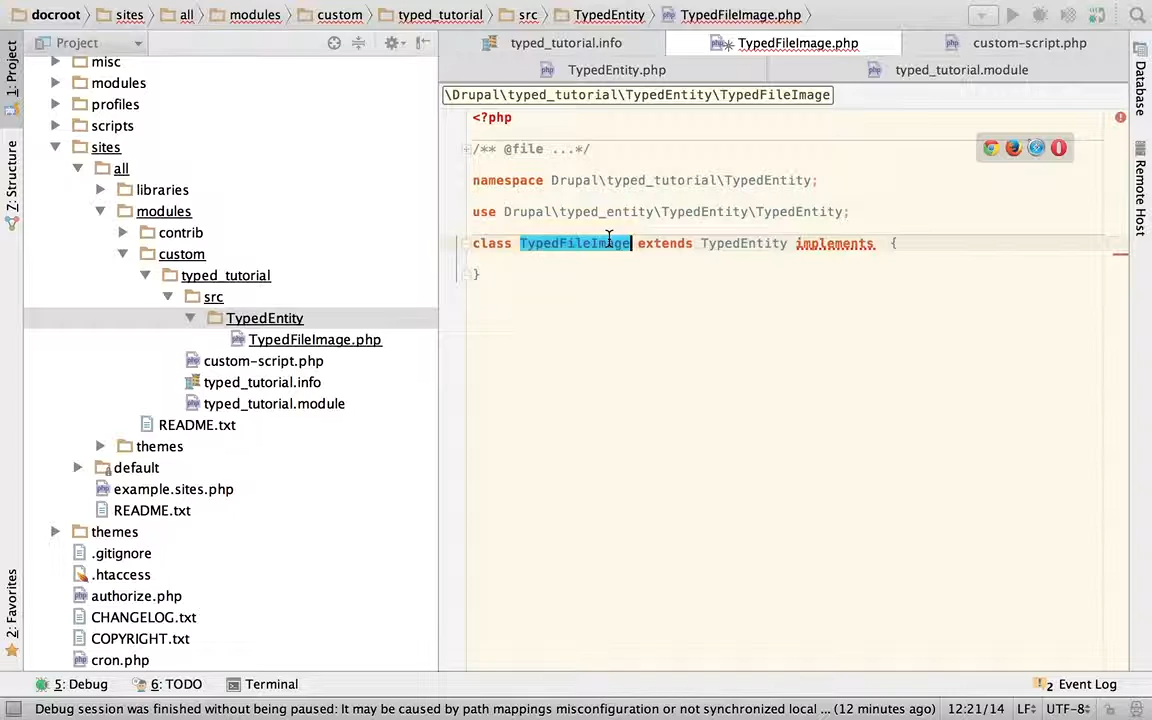 docroot sites all modules custom typed_tutorial src TypedEntity TypedFileImage.php
Project
typed_tutorial.info TypedFileImage.php custom-script.php
TypedEntity.php typed_tutorial.module
1: Project
Z: Structure
2: Favorites
misc
modules
profiles
scripts
sites
all
libraries
modules
contrib
custom
typed_tutorial
src
TypedEntity
TypedFileImage.php
custom-script.php
typed_tutorial.info
typed_tutorial.module
README.txt
themes
default
example.sites.php
README.txt
themes
.gitignore
.htaccess
authorize.php
CHANGELOG.txt
COPYRIGHT.txt
cron.php
\Drupal\typed_tutorial\TypedEntity\TypedFileImage
<?php
/** @file ...*/
namespace Drupal\typed_tutorial\TypedEntity;
use Drupal\typed_entity\TypedEntity\TypedEntity;
class TypedFileImage extends TypedEntity implements {
}
Database
Remote Host
5: Debug 6: TODO Terminal 2 Event Log
Debug session was finished without being paused: It may be caused by path mappings misconfiguration or not synchronized local ... (12 minutes ago) 12:21/14 LF UTF-8